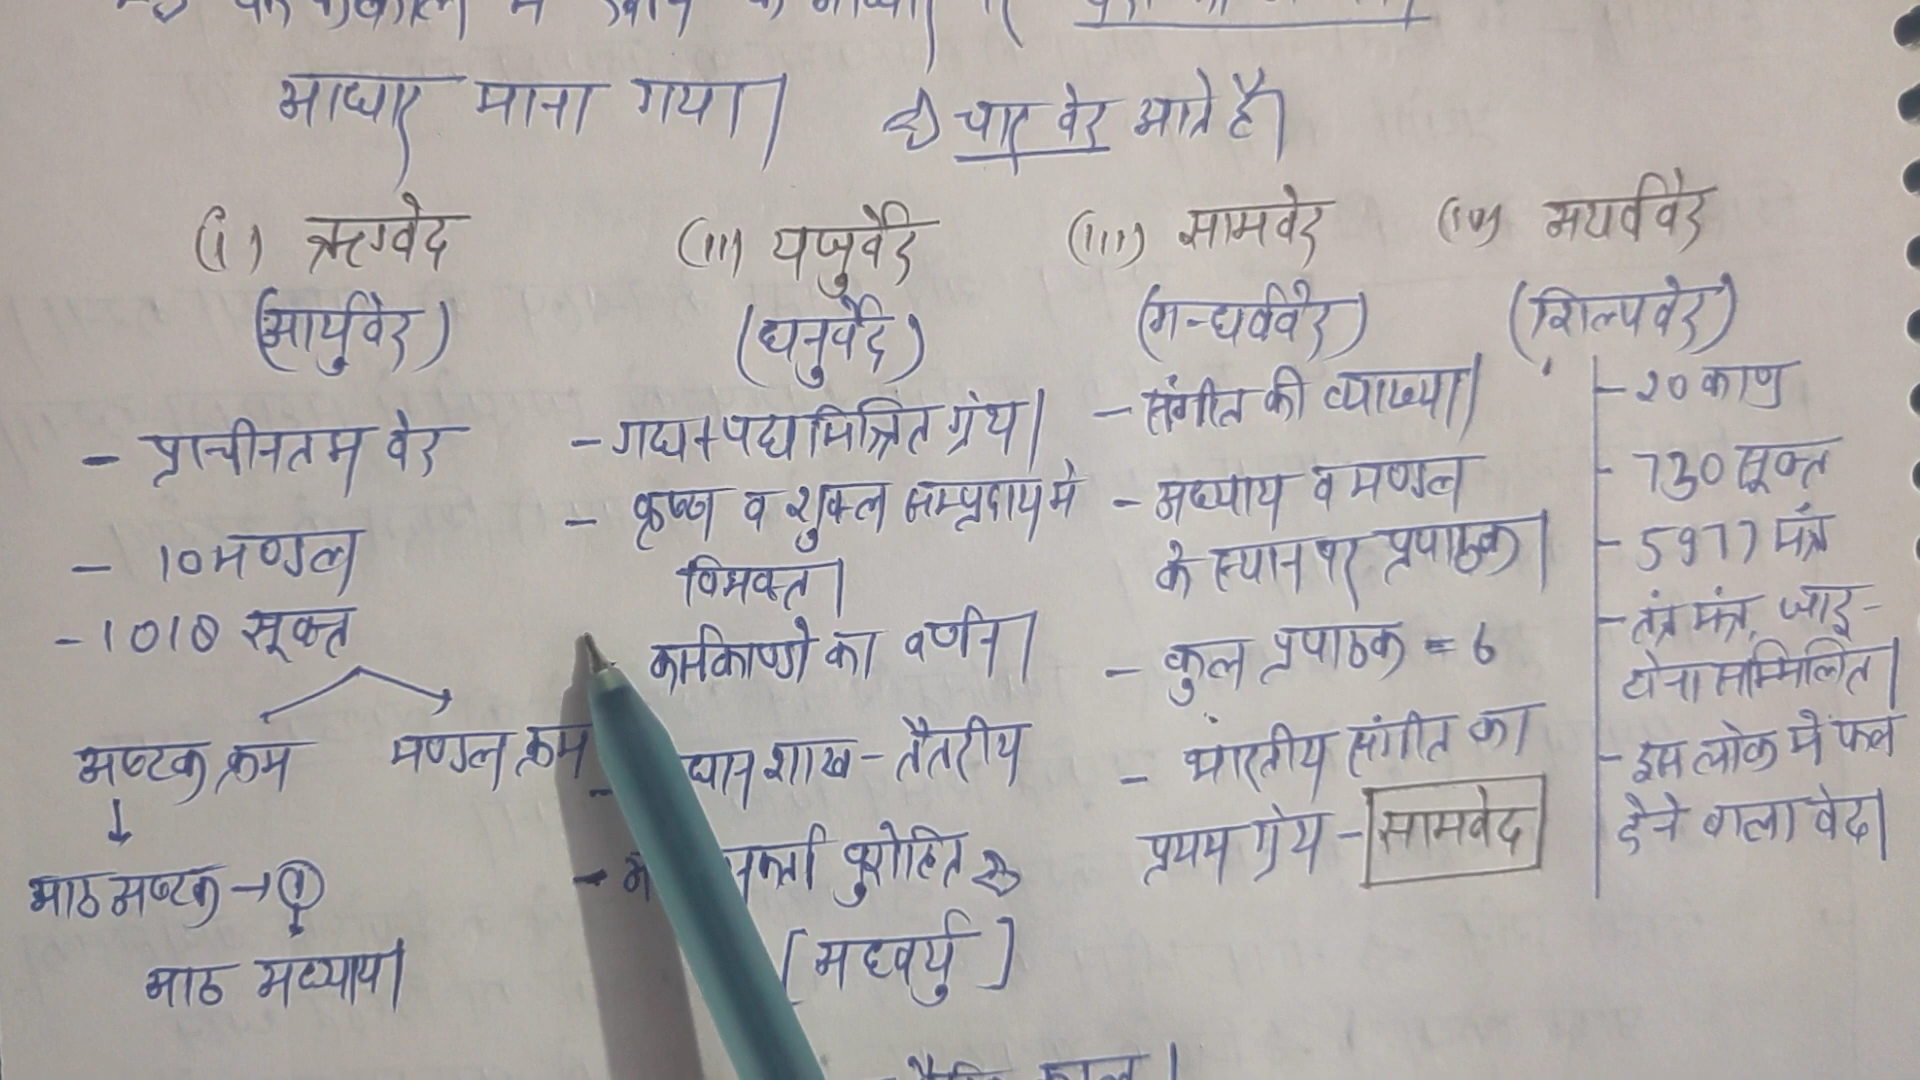 आधार माना गया। 2) चार वेद आते है।
(i) ऋग्वेद (ii) यजुर्वेद (iii) सामवेद (iv) अथर्ववेद
(आयुर्वेद) (धनुर्वेद) (गन्धर्ववेद) (शिल्पवेद)
- प्राचीनतम वेद
- 10 मण्डल
- 1018 सूक्त
अष्टक क्रम मण्डल क्रम
आठ अष्टक → 1
आठ अध्याय।
- गद्य + पद्य मिश्रित ग्रंथ।
- कृष्ण व शुक्ल सम्प्रदाय मे
विभक्त।
कर्मकाण्डो का वर्णन।
शाखा - तैतरीय
पुरोहित
[अध्वर्यु]
- संगीत की व्याख्या।
- अध्याय व मण्डल
के स्थान पर प्रपाठक।
- कुल प्रपाठक = 6
- भारतीय संगीत का
प्रथम ग्रंथ - सामवेद
- 20 काण्ड
- 730 सूक्त
- 5977 मंत्र
- तंत्र मंत्र, जादू-
टोना सम्मिलित।
- इस लोक मे फल
देने वाला वेद।